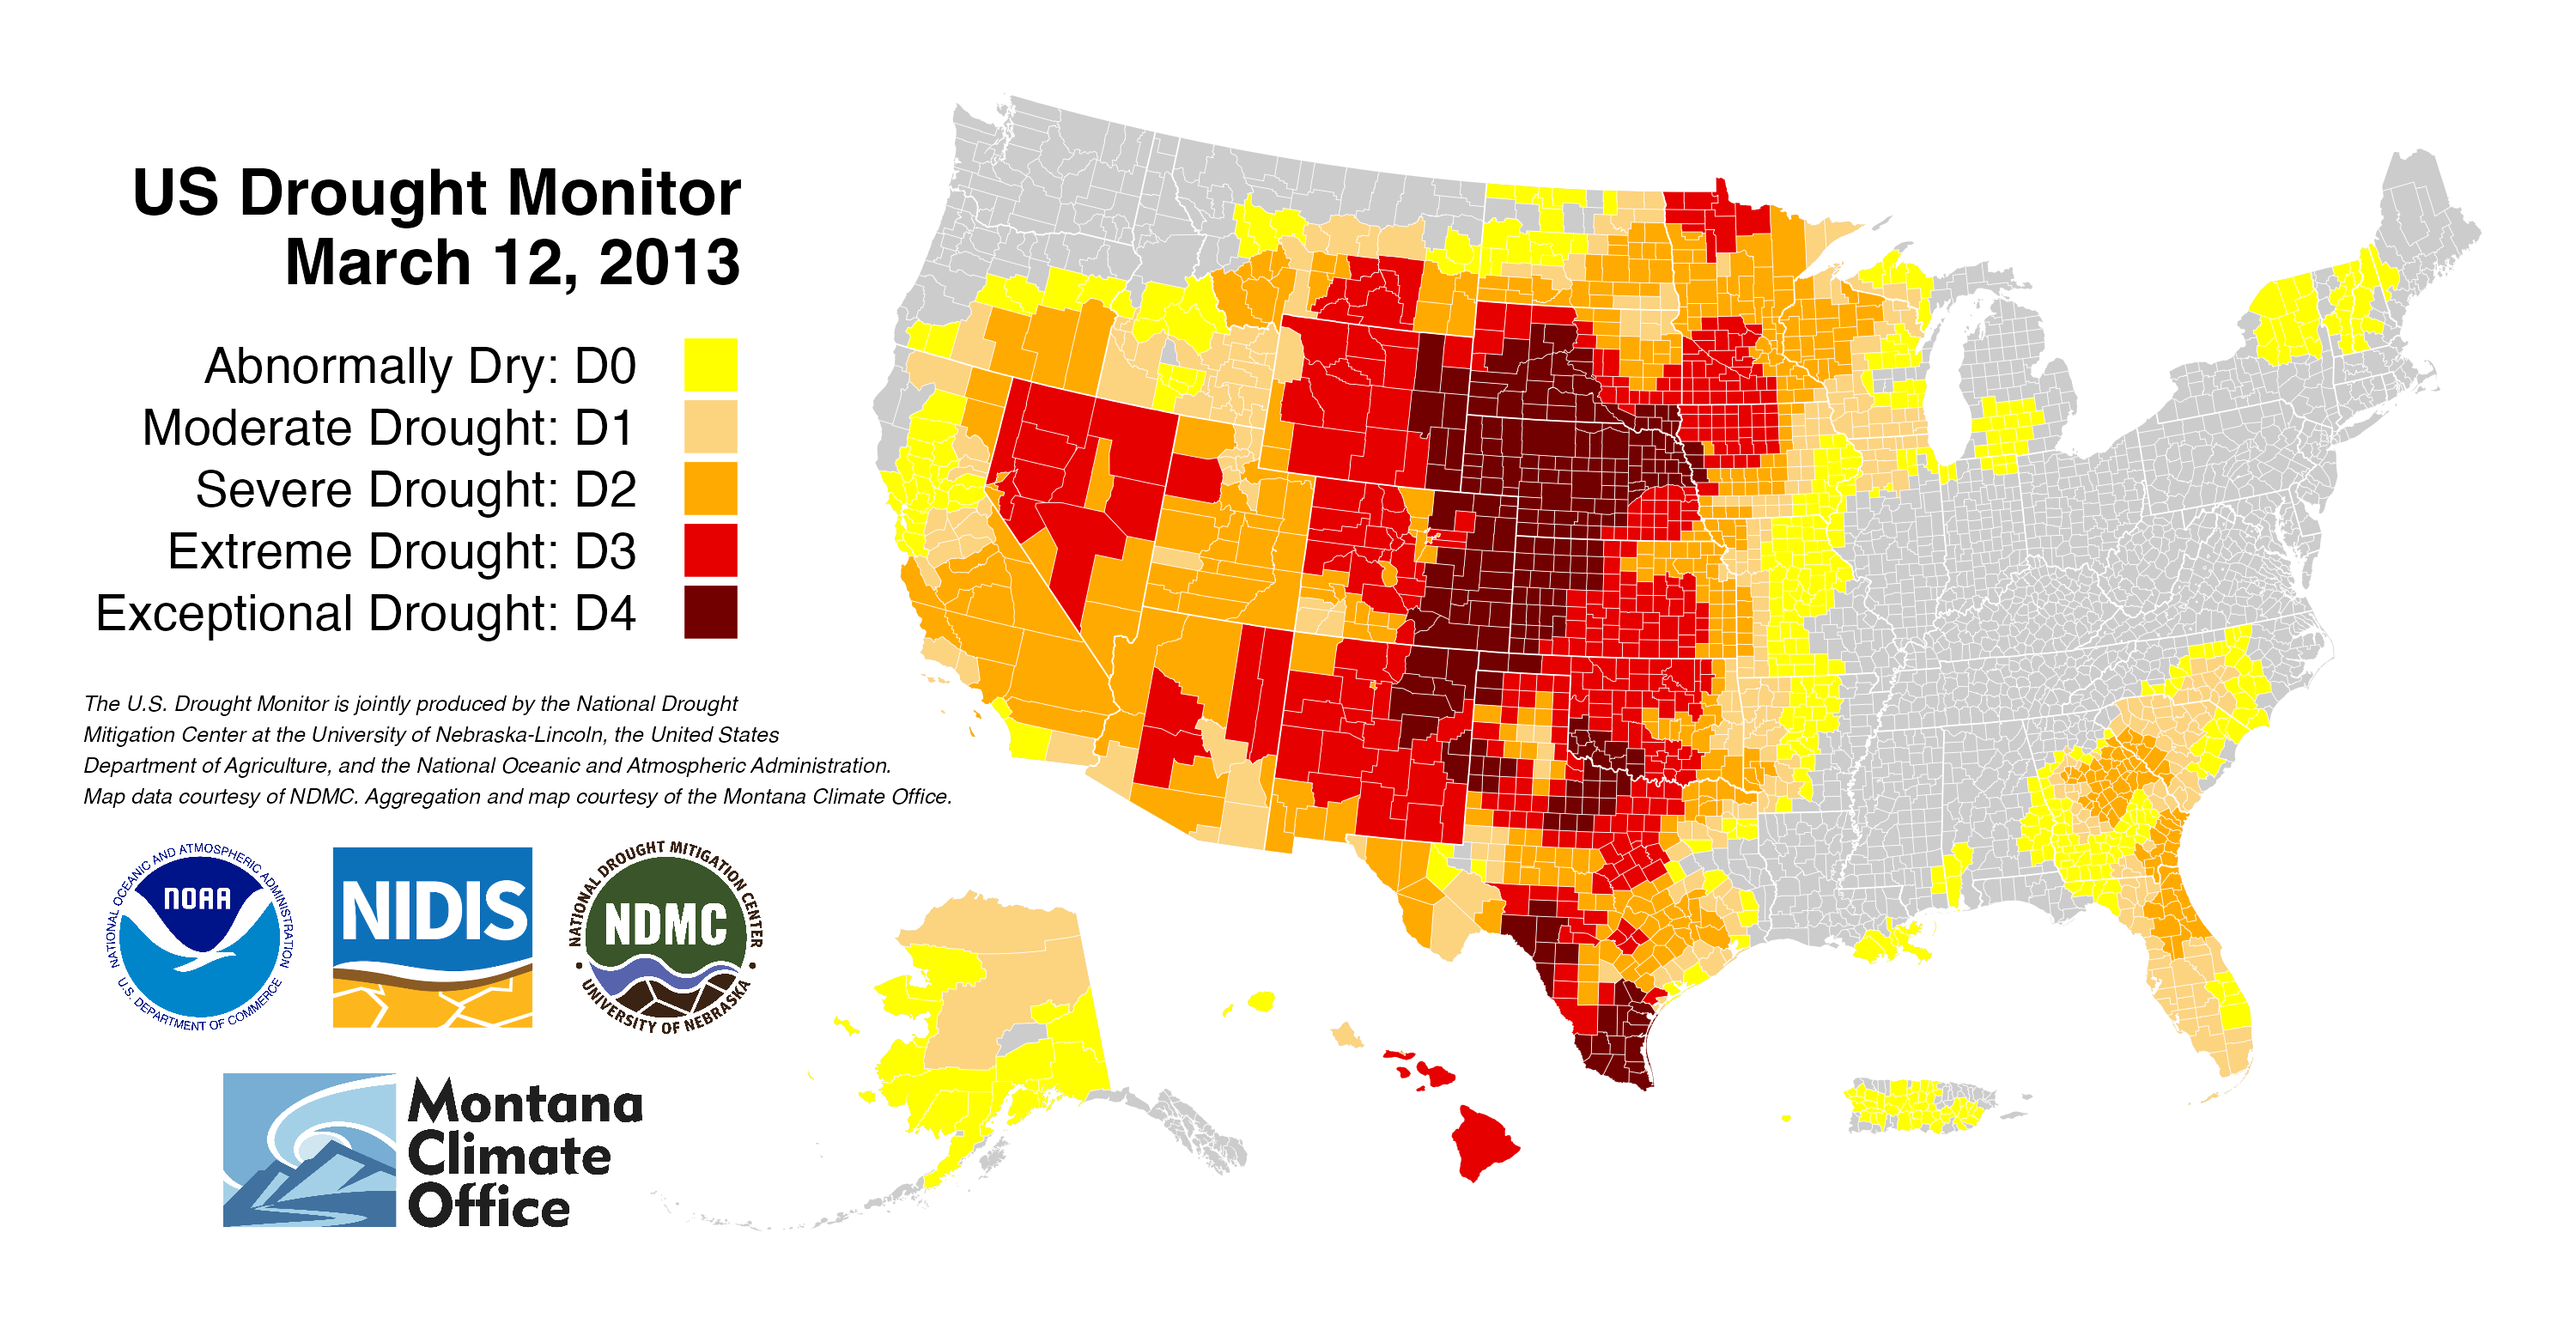 US Drought Monitor
March 12, 2013
Abnormally Dry: D0
Moderate Drought: D1
Severe Drought: D2
Extreme Drought: D3
Exceptional Drought: D4
The U.S. Drought Monitor is jointly produced by the National Drought
Mitigation Center at the University of Nebraska-Lincoln, the United States
Department of Agriculture, and the National Oceanic and Atmospheric Administration.
Map data courtesy of NDMC. Aggregation and map courtesy of the Montana Climate Office.
NATIONAL OCEANIC AND ATMOSPHERIC ADMINISTRATION
NOAA
U.S. DEPARTMENT OF COMMERCE
NIDIS
NATIONAL DROUGHT MITIGATION CENTER
NDMC
UNIVERSITY OF NEBRASKA
Montana
Climate
Office